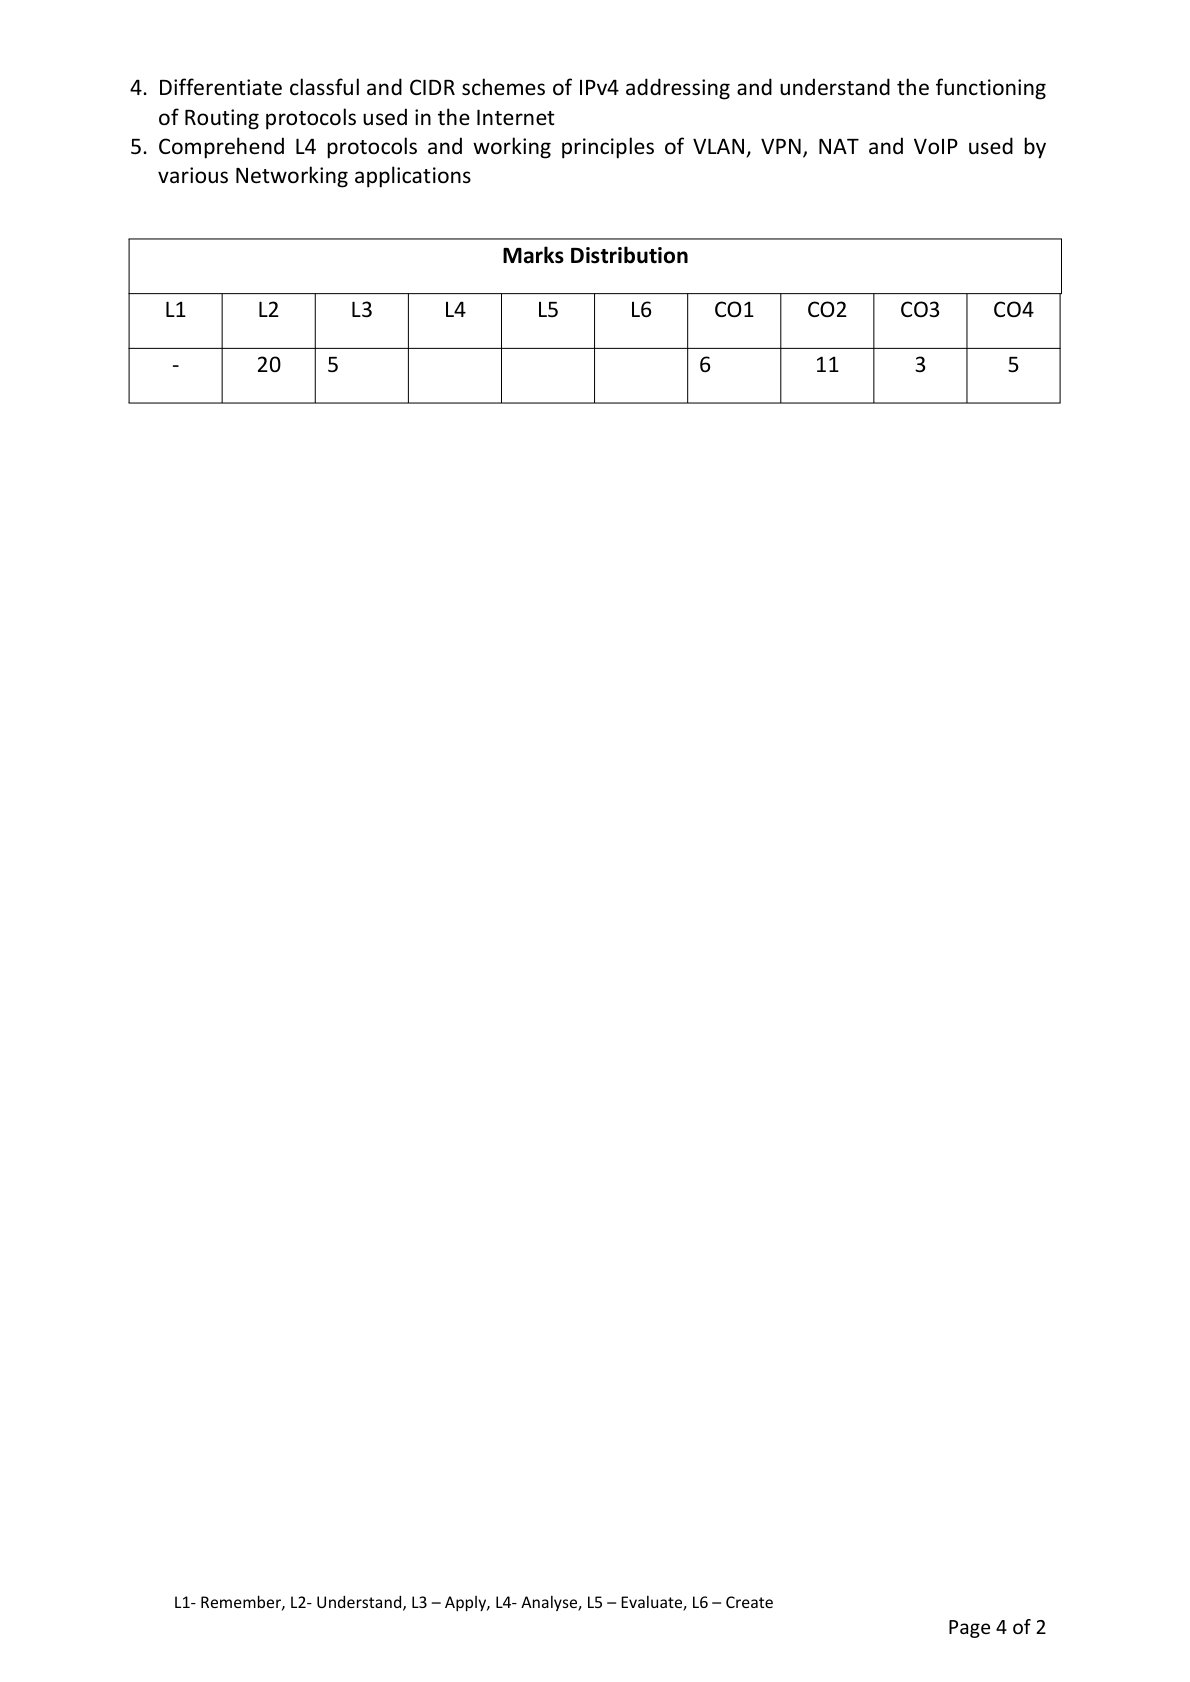 4. Differentiate classful and CIDR schemes of IPv4 addressing and understand the functioning
of Routing protocols used in the Internet
5. Comprehend L4 protocols and working principles of VLAN, VPN, NAT and VoIP used by
various Networking applications
Marks Distribution
L1 L2 L3 L4 L5 L6 CO1 CO2 CO3 CO4
- 20 5 6 11 3 5
L1- Remember, L2- Understand, L3 – Apply, L4- Analyse, L5 – Evaluate, L6 – Create
Page 4 of 2